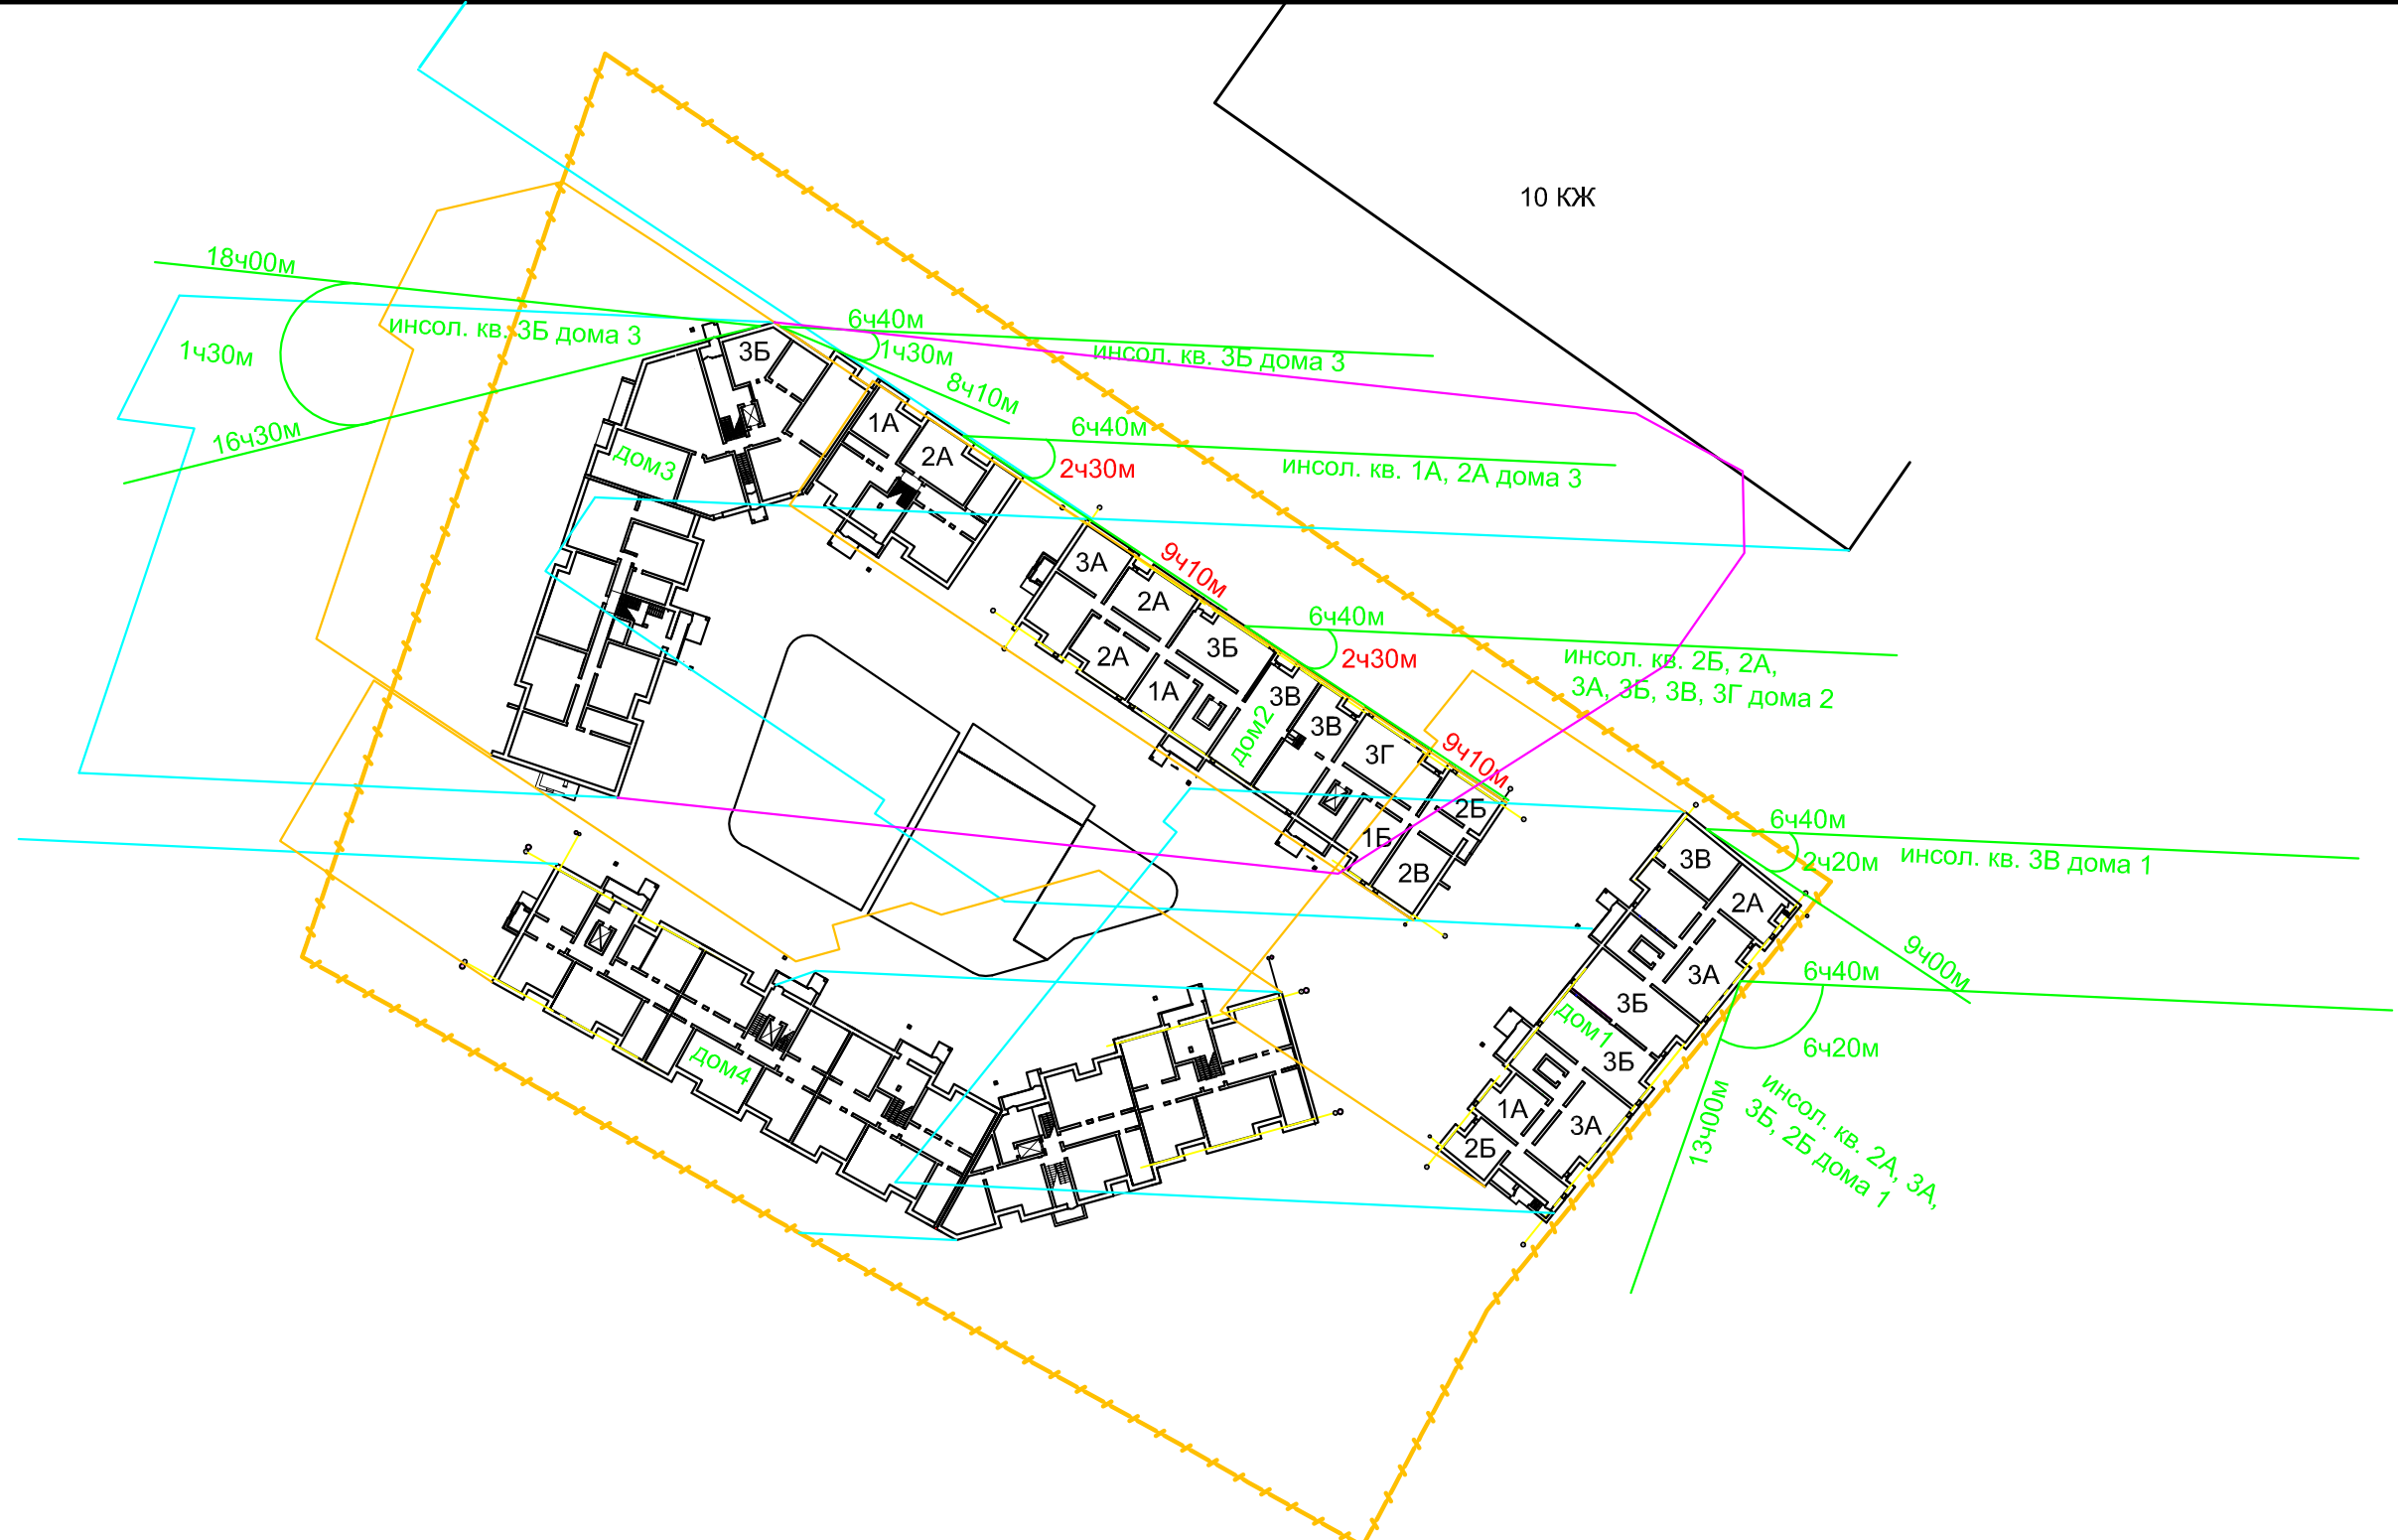 10 КЖ
18ч00м
инсол. кв. 3Б дома 3
1ч30м
16ч30м
6ч40м
1ч30м
инсол. кв. 3Б дома 3
8ч10м
3Б
1А
2А
дом3
6ч40м
2ч30м
инсол. кв. 1А, 2А дома 3
9ч10м
3А
2А
3Б
2А
1А
3В
3В
3Г
дом2
1Б
2Б
2В
6ч40м
2ч30м
инсол. кв. 2Б, 2А,
3А, 3Б, 3В, 3Г дома 2
9ч10м
6ч40м
2ч20м
инсол. кв. 3В дома 1
9ч00м
3В
2А
3А
3Б
дом1
3Б
1А
3А
2Б
6ч40м
6ч20м
13ч00м
инсол. кв. 2А, 3А,
3Б, 2Б дома 1
дом4